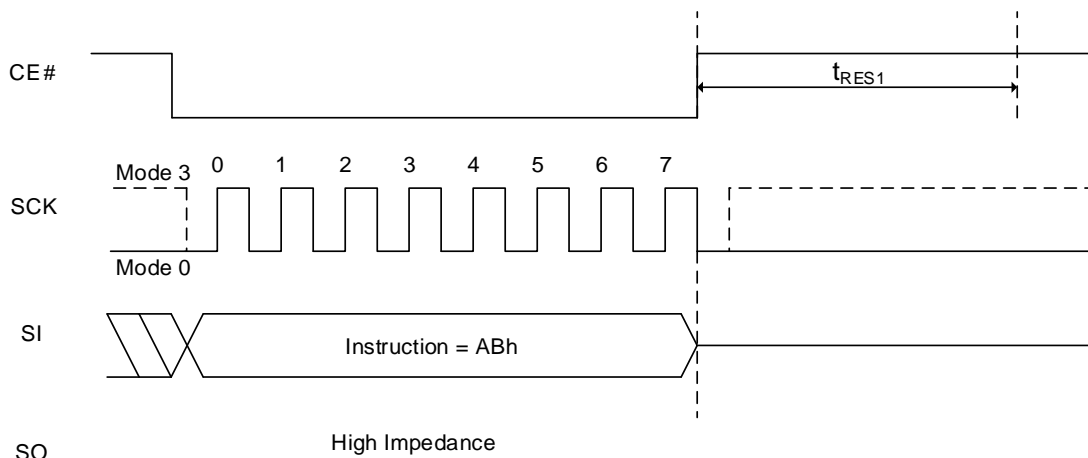 CE#
tRES1
Mode 3
0 1 2 3 4 5 6 7
SCK
Mode 0
SI
Instruction = ABh
High Impedance
SO